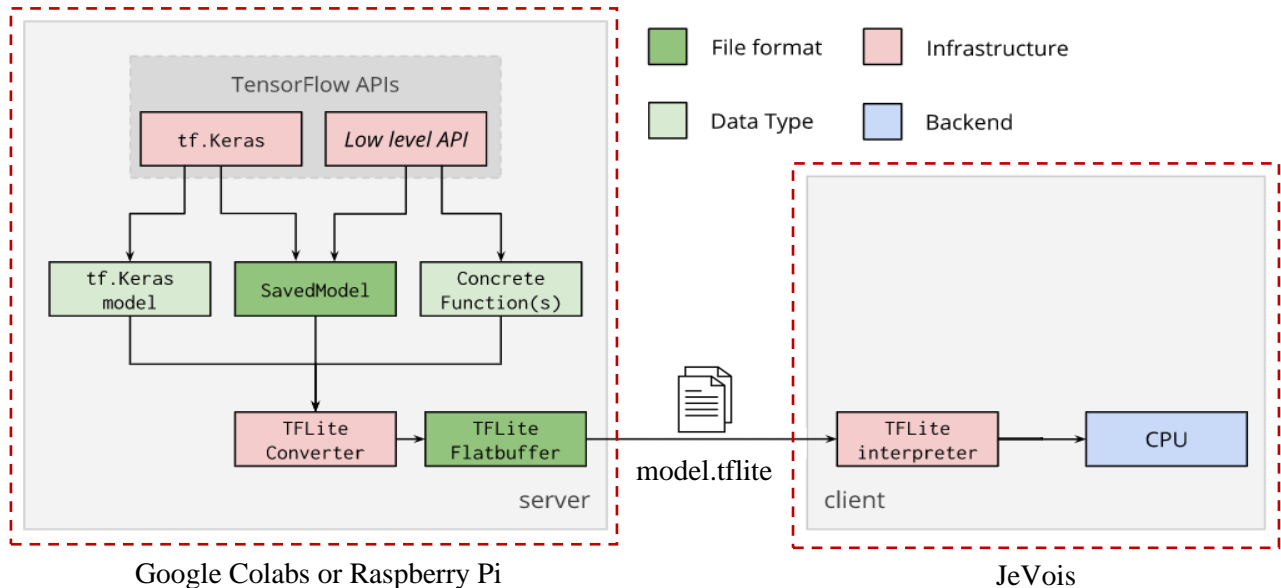 File format
Infrastructure
Data Type
Backend
TensorFlow APIs
tf.Keras
Low level API
tf.Keras
model
SavedModel
Concrete
Function(s)
TFLite
Converter
TFLite
Flatbuffer
server
model.tflite
TFLite
interpreter
CPU
client
Google Colabs or Raspberry Pi
JeVois